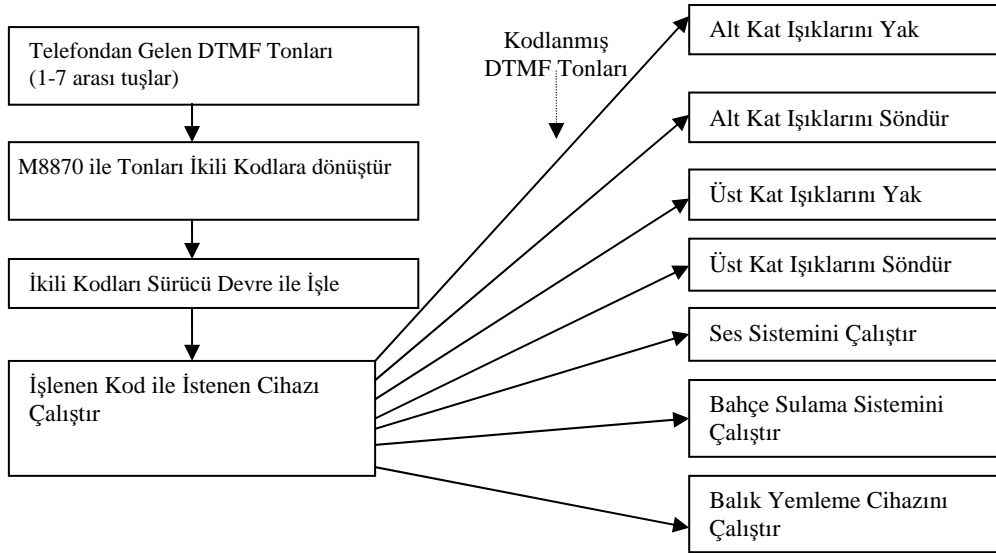 Telefondan Gelen DTMF Tonları
(1-7 arası tuşlar)
M8870 ile Tonları İkili Kodlara dönüştür
İkili Kodları Sürücü Devre ile İşle
İşlenen Kod ile İstenen Cihazı
Çalıştır
Kodlanmış
DTMF Tonları
Alt Kat Işıklarını Yak
Alt Kat Işıklarını Söndür
Üst Kat Işıklarını Yak
Üst Kat Işıklarını Söndür
Ses Sistemini Çalıştır
Bahçe Sulama Sistemini
Çalıştır
Balık Yemleme Cihazını
Çalıştır